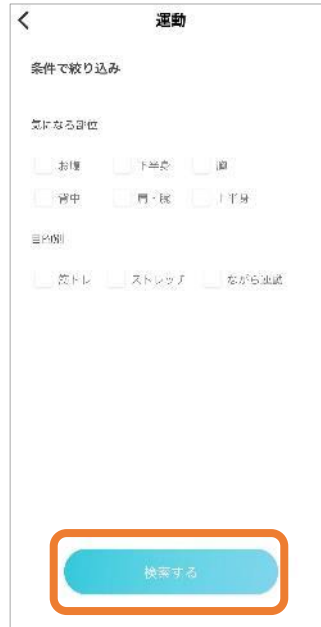 運動
条件で絞り込み
気になる部位
お腹 下半身 胸
背中 肩・腕 上半身
目的別
筋トレ ストレッチ ながら運動
検索する